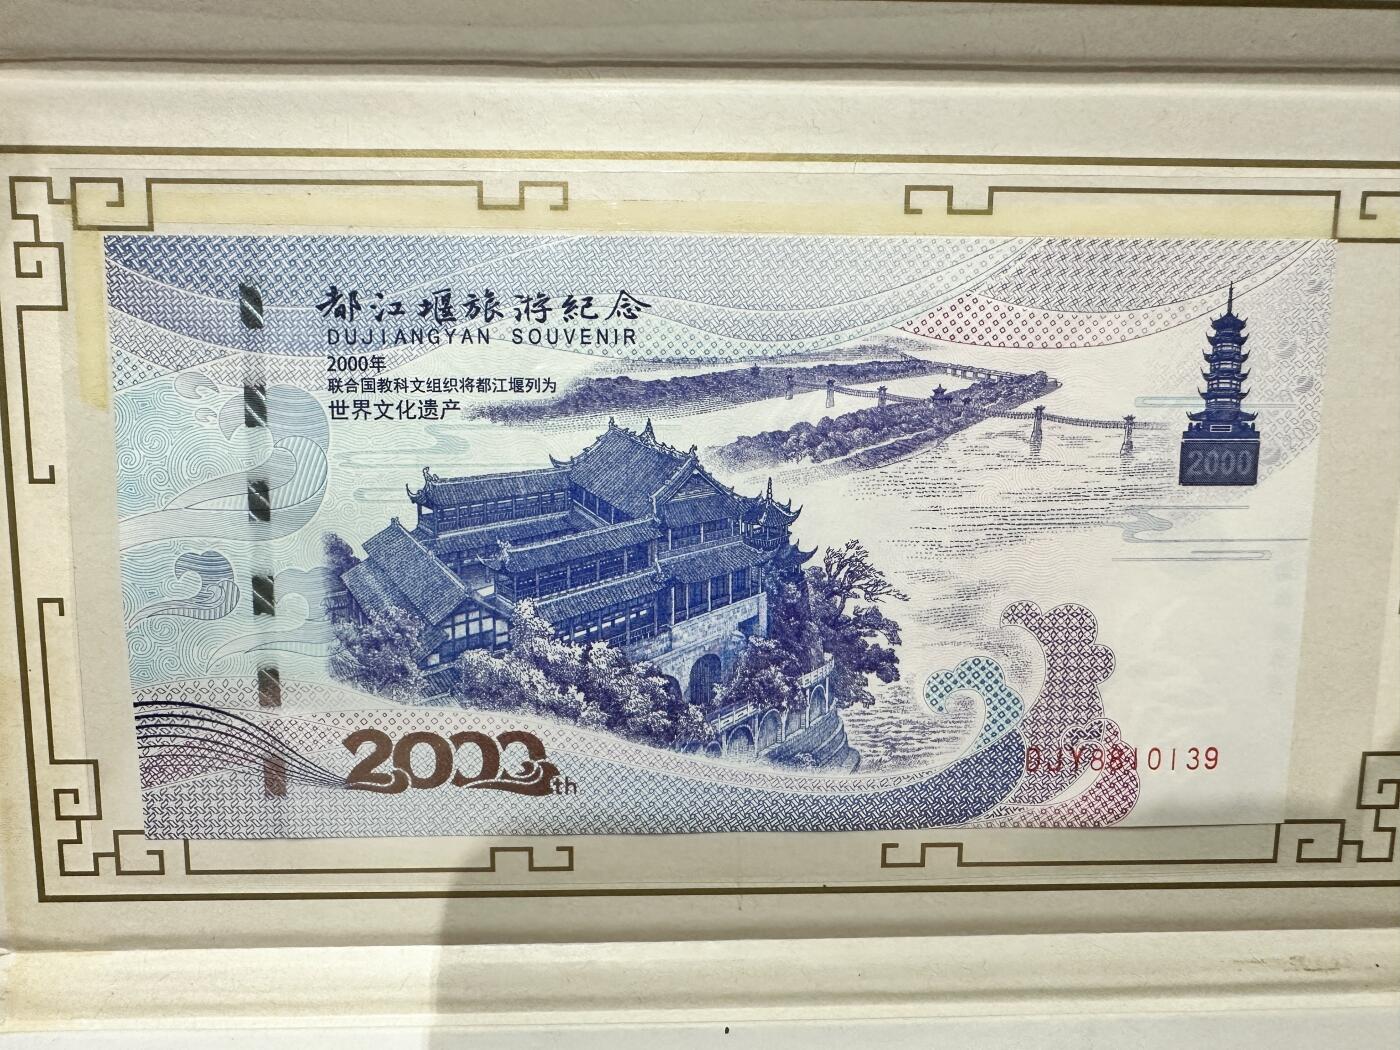 都江堰旅游紀念
DUJIANGYAN SOUVENIR
2000年
联合国教科文组织将都江堰列为
世界文化遗产
2000
2000th
DJY8810139